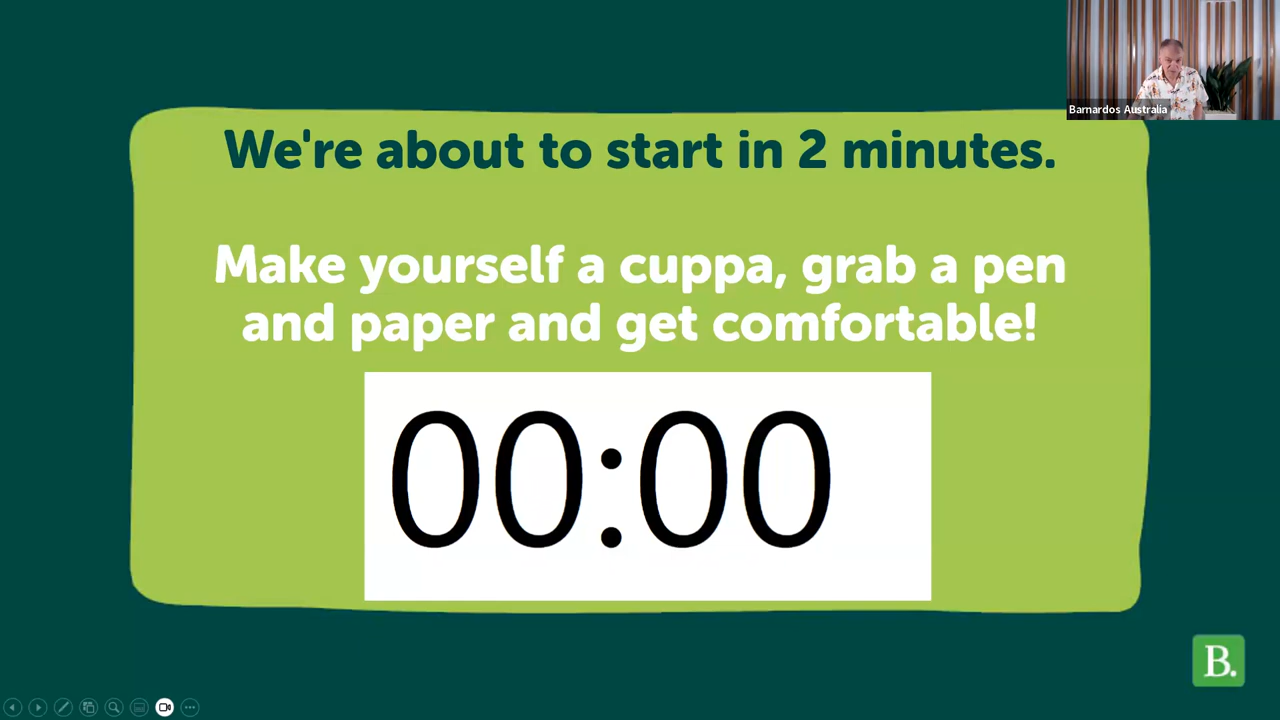 Barnardos Australia
We're about to start in 2 minutes.
Make yourself a cuppa, grab a pen
and paper and get comfortable!
00:00
B.